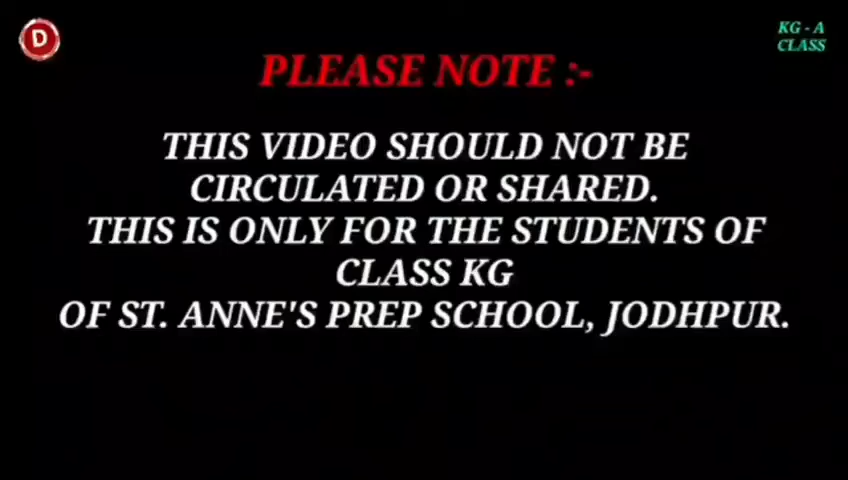 D
KG - A
CLASS
PLEASE NOTE :-
THIS VIDEO SHOULD NOT BE
CIRCULATED OR SHARED.
THIS IS ONLY FOR THE STUDENTS OF
CLASS KG
OF ST. ANNE'S PREP SCHOOL, JODHPUR.